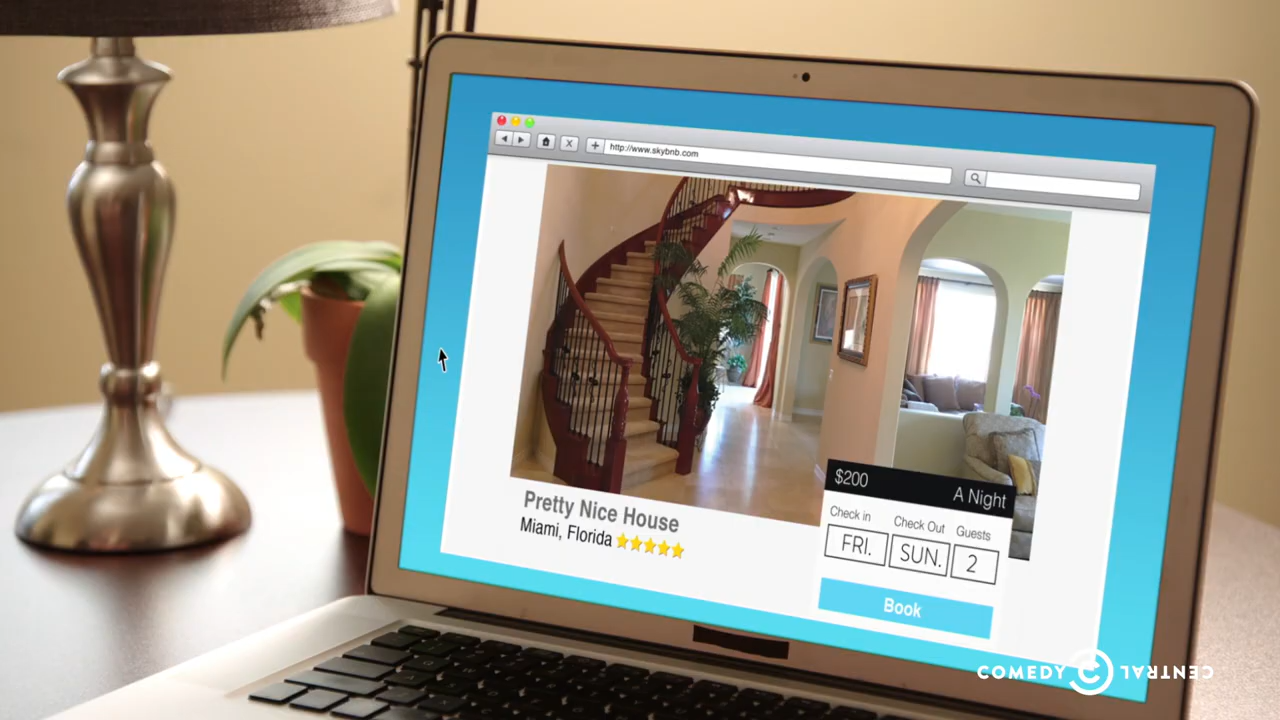 http://www.skybnb.com
$200
A Night
Check in
Check Out
Guests
FRI.
SUN.
2
Book
Pretty Nice House
Miami, Florida
COMEDY CENTRAL